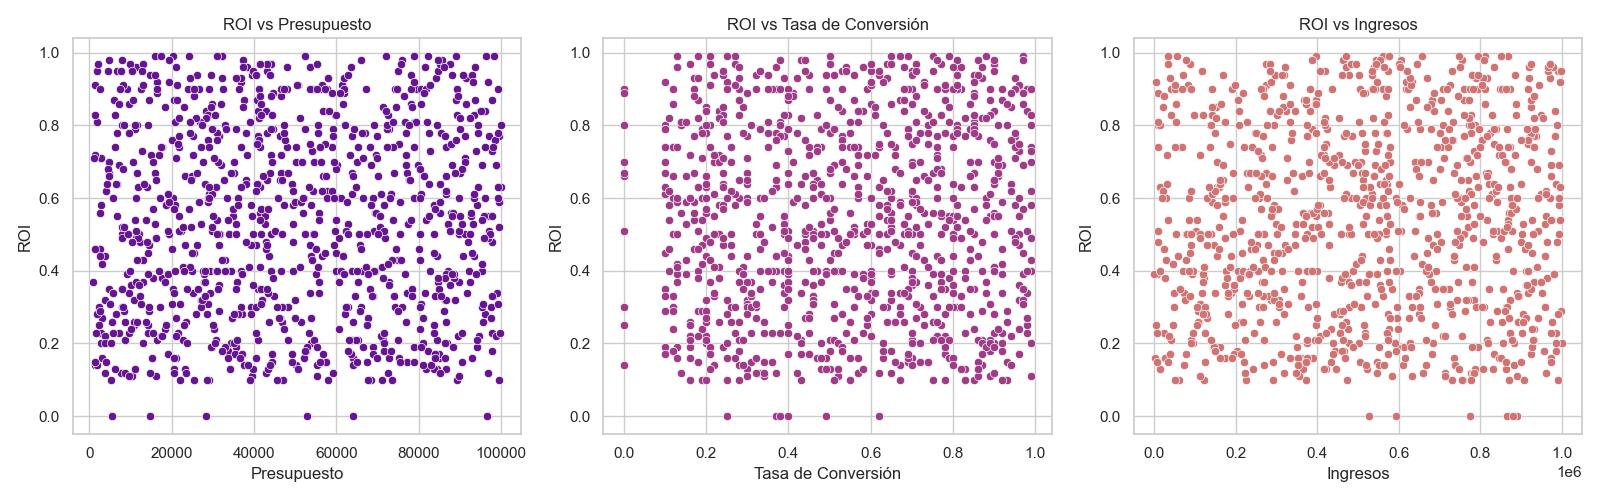 ROI vs Presupuesto
ROI
1.0
0.8
0.6
0.4
0.2
0.0
0 20000 40000 60000 80000 100000
Presupuesto
ROI vs Tasa de Conversión
ROI
1.0
0.8
0.6
0.4
0.2
0.0
0.0 0.2 0.4 0.6 0.8 1.0
Tasa de Conversión
ROI vs Ingresos
ROI
1.0
0.8
0.6
0.4
0.2
0.0
0.0 0.2 0.4 0.6 0.8 1.0
1e6
Ingresos